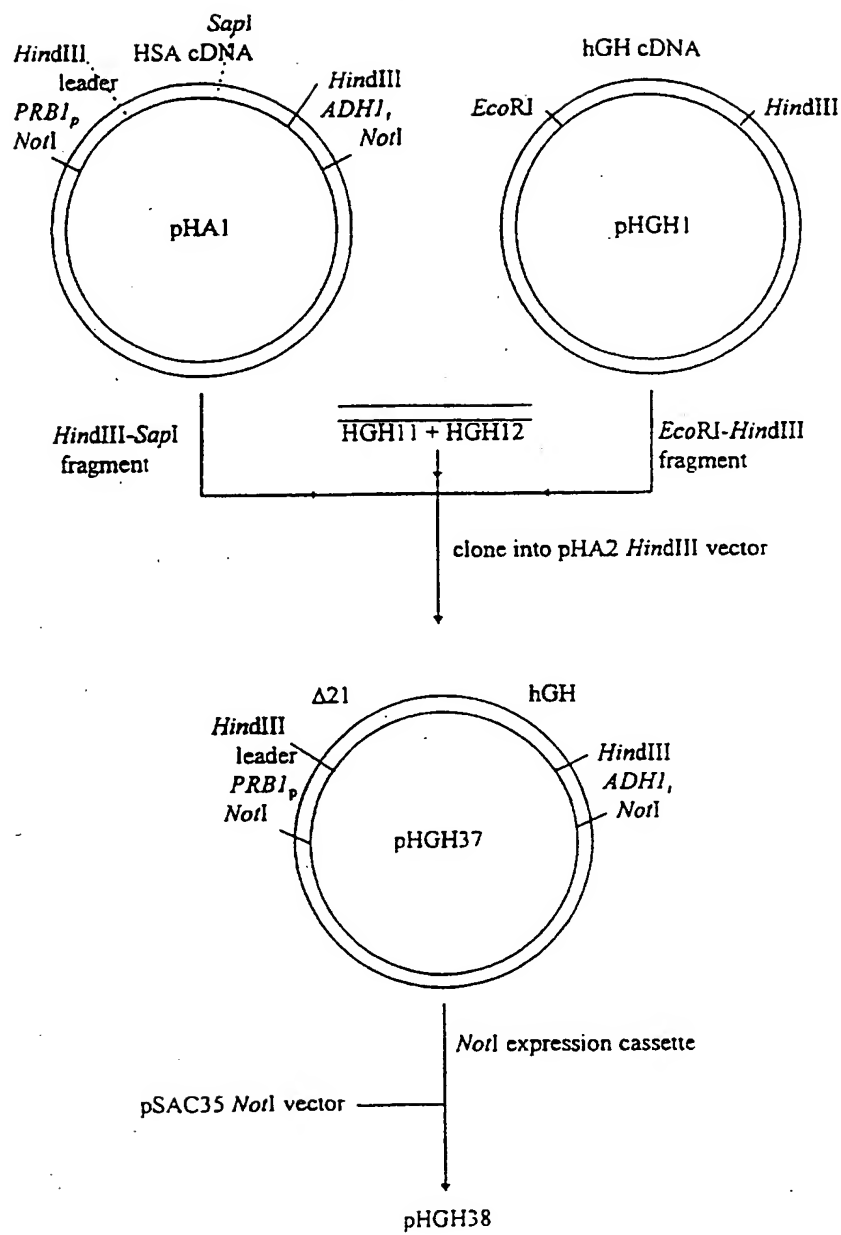 SapI
HindIII HSA cDNA
leader
PRB1p
NotI
HindIII
ADH1t
NotI
pHA1
hGH cDNA
EcoRI
HindIII
pHGH1
HindIII-SapI
fragment
HGH11 + HGH12
EcoRI-HindIII
fragment
clone into pHA2 HindIII vector
Δ21
hGH
HindIII
leader
PRB1p
NotI
HindIII
ADH1t
NotI
pHGH37
NotI expression cassette
pSAC35 NotI vector
pHGH38